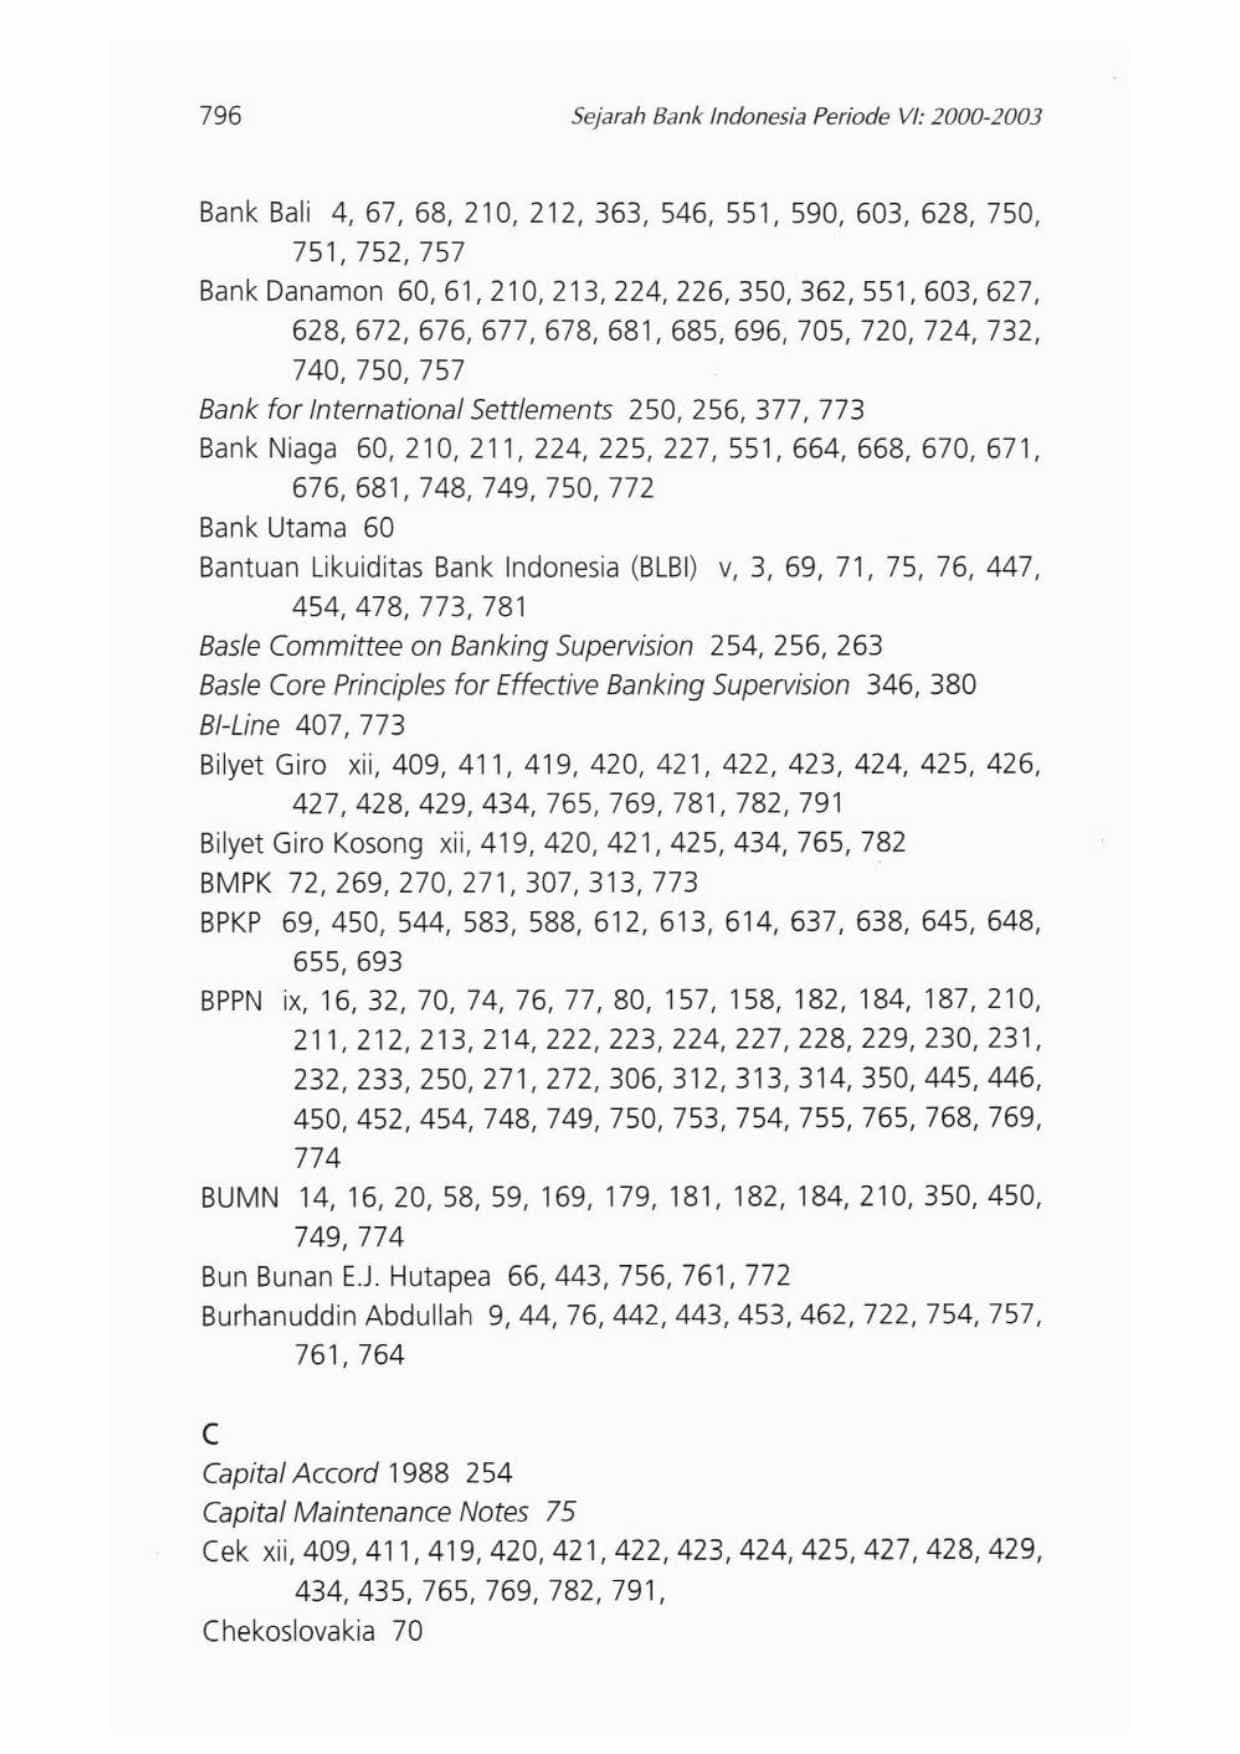 796
Sejarah Bank Indonesia Periode VI: 2000-2003
Bank Bali 4, 67, 68, 210, 212, 363, 546, 551, 590, 603, 628, 750,
751, 752, 757
Bank Danamon 60, 61, 210, 213, 224, 226, 350, 362, 551, 603, 627,
628, 672, 676, 677, 678, 681, 685, 696, 705, 720, 724, 732,
740, 750, 757
Bank for International Settlements 250, 256, 377, 773
Bank Niaga 60, 210, 211, 224, 225, 227, 551, 664, 668, 670, 671,
676, 681, 748, 749, 750, 772
Bank Utama 60
Bantuan Likuiditas Bank Indonesia (BLBI) v, 3, 69, 71, 75, 76, 447,
454, 478, 773, 781
Basle Committee on Banking Supervision 254, 256, 263
Basle Core Principles for Effective Banking Supervision 346, 380
BI-Line 407, 773
Bilyet Giro xii, 409, 411, 419, 420, 421, 422, 423, 424, 425, 426,
427, 428, 429, 434, 765, 769, 781, 782, 791
Bilyet Giro Kosong xii, 419, 420, 421, 425, 434, 765, 782
BMPK 72, 269, 270, 271, 307, 313, 773
BPKP 69, 450, 544, 583, 588, 612, 613, 614, 637, 638, 645, 648,
655, 693
BPPN ix, 16, 32, 70, 74, 76, 77, 80, 157, 158, 182, 184, 187, 210,
211, 212, 213, 214, 222, 223, 224, 227, 228, 229, 230, 231,
232, 233, 250, 271, 272, 306, 312, 313, 314, 350, 445, 446,
450, 452, 454, 748, 749, 750, 753, 754, 755, 765, 768, 769,
774
BUMN 14, 16, 20, 58, 59, 169, 179, 181, 182, 184, 210, 350, 450,
749, 774
Bun Bunan E.J. Hutapea 66, 443, 756, 761, 772
Burhanuddin Abdullah 9, 44, 76, 442, 443, 453, 462, 722, 754, 757,
761, 764
C
Capital Accord 1988 254
Capital Maintenance Notes 75
Cek xii, 409, 411, 419, 420, 421, 422, 423, 424, 425, 427, 428, 429,
434, 435, 765, 769, 782, 791,
Chekoslovakia 70